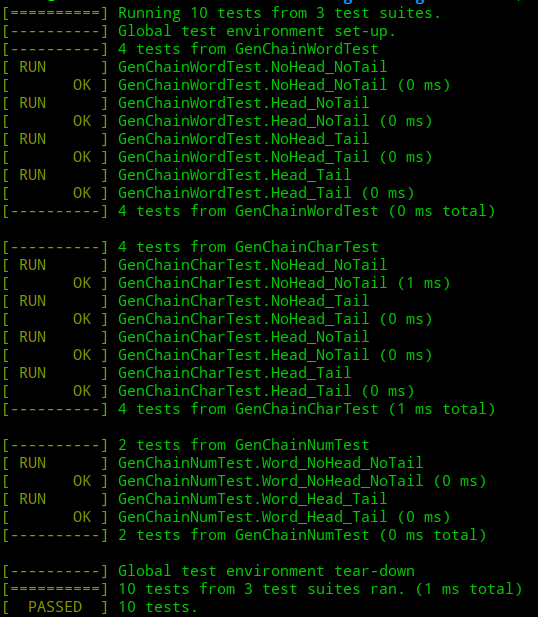 [==========] Running 10 tests from 3 test suites.
[----------] Global test environment set-up.
[----------] 4 tests from GenChainWordTest
[ RUN      ] GenChainWordTest.NoHead_NoTail
[       OK ] GenChainWordTest.NoHead_NoTail (0 ms)
[ RUN      ] GenChainWordTest.Head_NoTail
[       OK ] GenChainWordTest.Head_NoTail (0 ms)
[ RUN      ] GenChainWordTest.NoHead_Tail
[       OK ] GenChainWordTest.NoHead_Tail (0 ms)
[ RUN      ] GenChainWordTest.Head_Tail
[       OK ] GenChainWordTest.Head_Tail (0 ms)
[----------] 4 tests from GenChainWordTest (0 ms total)

[----------] 4 tests from GenChainCharTest
[ RUN      ] GenChainCharTest.NoHead_NoTail
[       OK ] GenChainCharTest.NoHead_NoTail (1 ms)
[ RUN      ] GenChainCharTest.NoHead_Tail
[       OK ] GenChainCharTest.NoHead_Tail (0 ms)
[ RUN      ] GenChainCharTest.Head_NoTail
[       OK ] GenChainCharTest.Head_NoTail (0 ms)
[ RUN      ] GenChainCharTest.Head_Tail
[       OK ] GenChainCharTest.Head_Tail (0 ms)
[----------] 4 tests from GenChainCharTest (1 ms total)

[----------] 2 tests from GenChainNumTest
[ RUN      ] GenChainNumTest.Word_NoHead_NoTail
[       OK ] GenChainNumTest.Word_NoHead_NoTail (0 ms)
[ RUN      ] GenChainNumTest.Word_Head_Tail
[       OK ] GenChainNumTest.Word_Head_Tail (0 ms)
[----------] 2 tests from GenChainNumTest (0 ms total)

[----------] Global test environment tear-down
[==========] 10 tests from 3 test suites ran. (1 ms total)
[  PASSED  ] 10 tests.